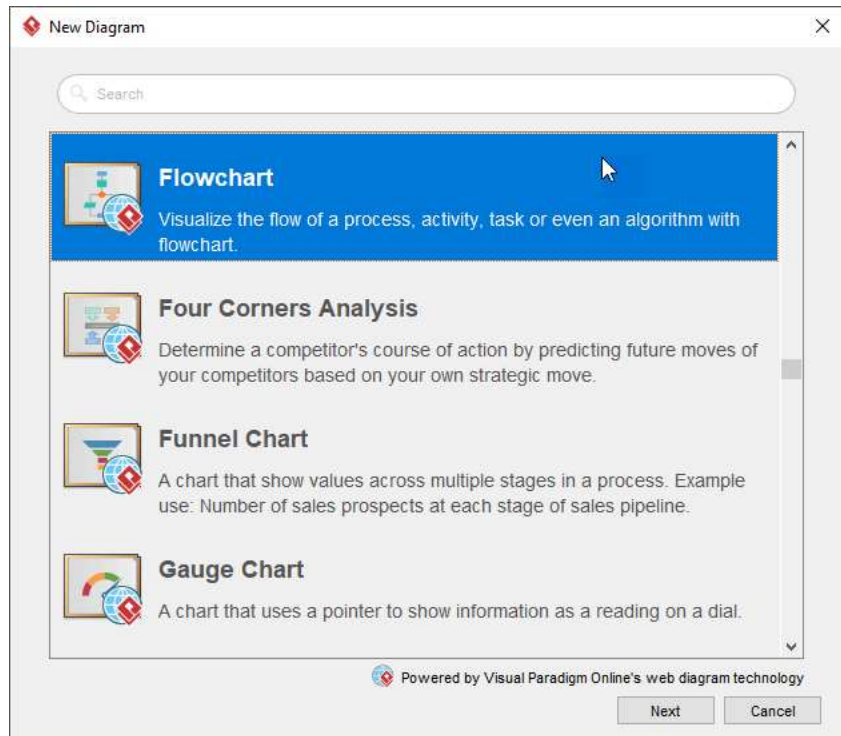 New Diagram
Search
Flowchart
Visualize the flow of a process, activity, task or even an algorithm with
flowchart.
Four Corners Analysis
Determine a competitor's course of action by predicting future moves of
your competitors based on your own strategic move.
Funnel Chart
A chart that show values across multiple stages in a process. Example
use: Number of sales prospects at each stage of sales pipeline.
Gauge Chart
A chart that uses a pointer to show information as a reading on a dial.
Powered by Visual Paradigm Online's web diagram technology
Next
Cancel